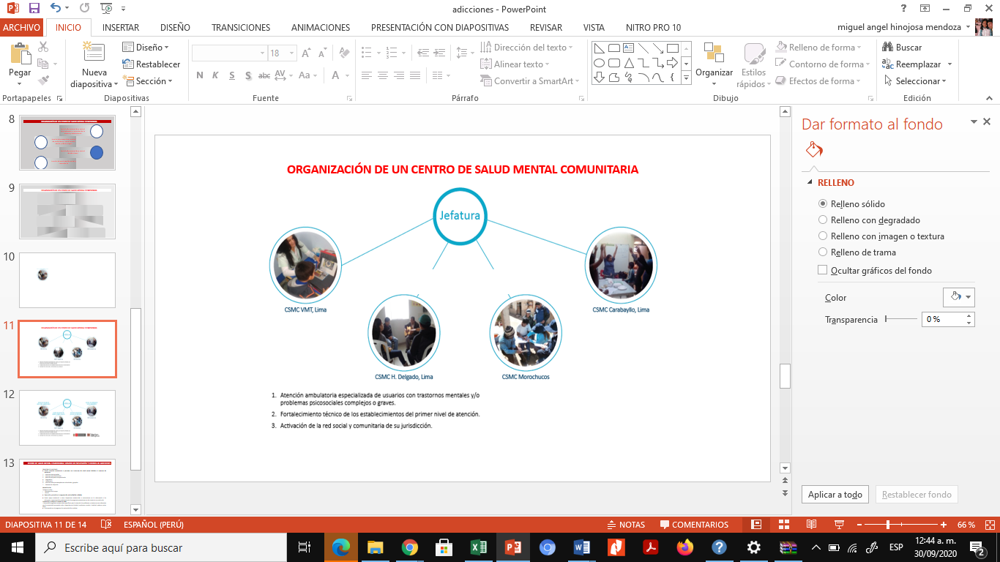 adicciones - PowerPoint
ARCHIVO INICIO INSERTAR DISEÑO TRANSICIONES ANIMACIONES PRESENTACIÓN CON DIAPOSITIVAS REVISAR VISTA NITRO PRO 10
miguel angel hinojosa mendoza
Pegar
Nueva
diapositiva
Diseño
Restablecer
Sección
18
N K S S abc AV Aa A
Dirección del texto
Alinear texto
Convertir a SmartArt
Organizar
Estilos
rápidos
Relleno de forma
Contorno de forma
Efectos de forma
Buscar
Reemplazar
Seleccionar
Portapapeles Diapositivas Fuente Párrafo Dibujo Edición
8
9
10
11
12
13
ORGANIZACIÓN DE UN CENTRO DE SALUD MENTAL COMUNITARIA
Jefatura
CSMC VMT, Lima
CSMC Carabayllo, Lima
CSMC H. Delgado, Lima
CSMC Morochucos
1. Atención ambulatoria especializada de usuarios con trastornos mentales y/o
problemas psicosociales complejos o graves.
2. Fortalecimiento técnico de los establecimientos del primer nivel de atención.
3. Activación de la red social y comunitaria de su jurisdicción.
Dar formato al fondo
RELLENO
Relleno sólido
Relleno con degradado
Relleno con imagen o textura
Relleno de trama
Ocultar gráficos del fondo
Color
Transparencia 0 %
Aplicar a todo Restablecer fondo
DIAPOSITIVA 11 DE 14 ESPAÑOL (PERÚ) NOTAS COMENTARIOS 66 %
Escribe aquí para buscar
ESP
12:44 a. m.
30/09/2020
2